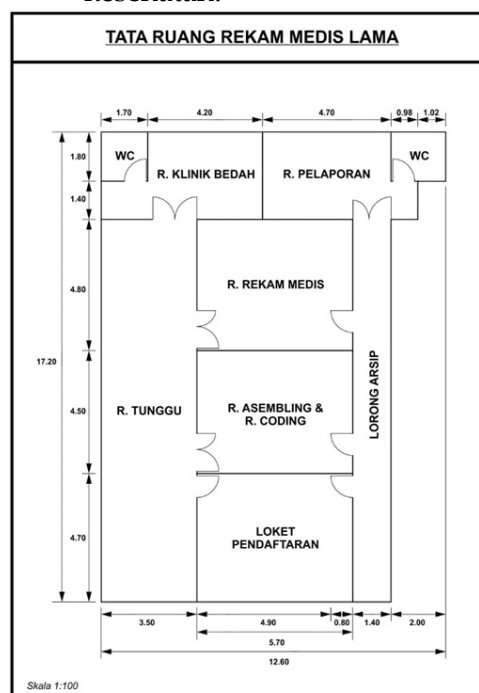 Kesehatan.
TATA RUANG REKAM MEDIS LAMA
1.70
4.20
4.70
0.98
1.02
1.80
WC
R. KLINIK BEDAH
R. PELAPORAN
WC
1.40
4.80
R. REKAM MEDIS
17.20
4.50
R. TUNGGU
R. ASEMBLING &
R. CODING
LORONG ARSIP
4.70
LOKET
PENDAFTARAN
3.50
4.90
0.80
1.40
2.00
5.70
12.60
Skala 1:100